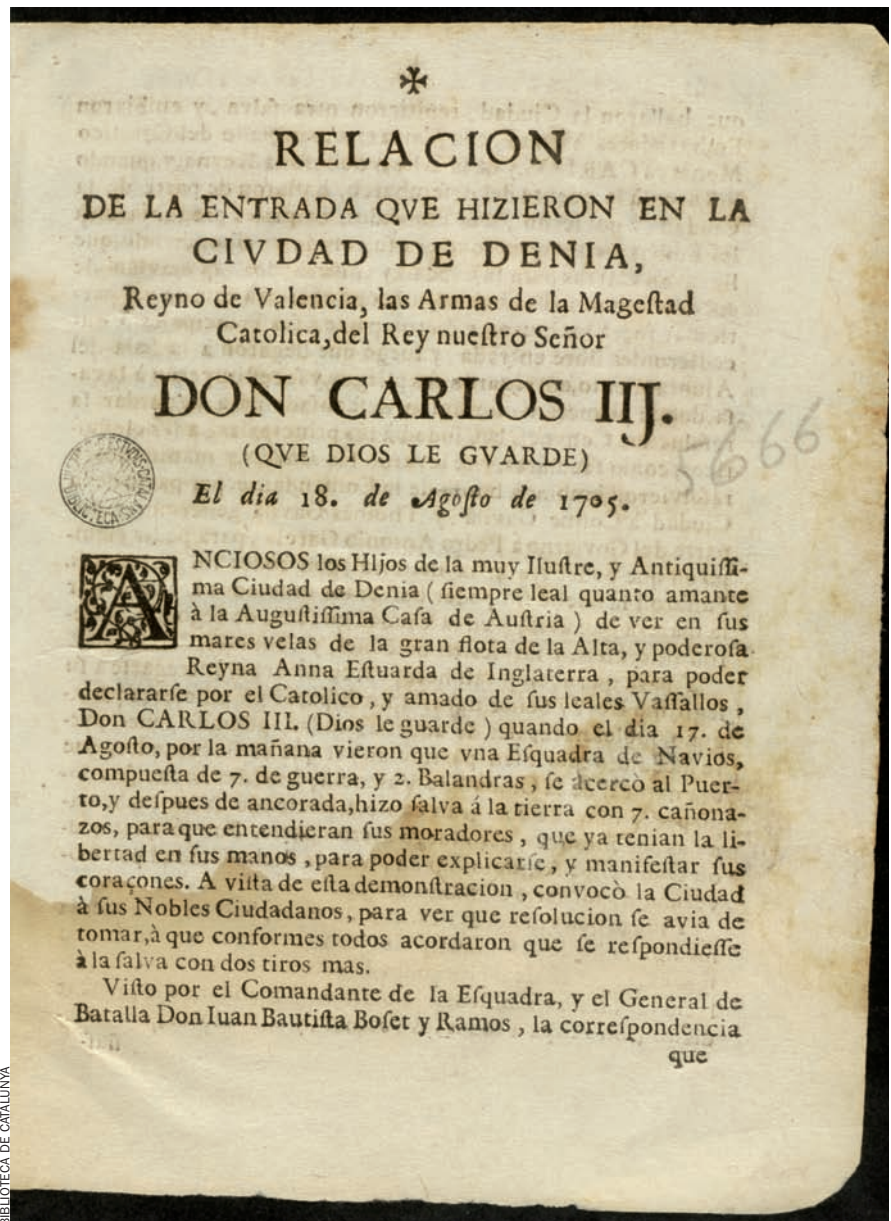 ✠
RELACION
DE LA ENTRADA QVE HIZIERON EN LA
CIVDAD DE DENIA,
Reyno de Valencia, las Armas de la Mageſtad
Catolica,del Rey nueſtro Señor
DON CARLOS IIJ.
(QVE DIOS LE GVARDE)
5666
El dia 18. de Agoſto de 1705.
ANCIOSOS los HIjos de la muy Iluſtre, y Antiquiſſi-
ma Ciudad de Denia ( ſiempre leal quanto amante
à la Auguſtiſſima Caſa de Auſtria ) de ver en ſus
mares velas de la gran flota de la Alta, y poderoſa
Reyna Anna Eſtuarda de Inglaterra , para poder
declararſe por el Catolico , y amado de ſus leales Vaſſallos ,
Don CARLOS III. (Dios le guarde ) quando el dia 17. de
Agoſto, por la mañana vieron que vna Eſquadra de Navios,
compueſta de 7. de guerra, y 2. Balandras , ſe acercò al Puer-
to,y deſpues de ancorada,hizo ſalva á la tierra con 7. cañona-
zos, para que entendieran ſus moradores , que ya tenian la li-
bertad en ſus manos , para poder explicarſe , y manifeſtar ſus
coraçones. A viſta de eſta demonſtracion , convocò la Ciudad
à ſus Nobles Ciudadanos, para ver que reſolucion ſe avia de
tomar,à que conformes todos acordaron que ſe reſpondieſſe
à la ſalva con dos tiros mas.
Viſto por el Comandante de la Eſquadra, y el General de
Batalla Don Iuan Bautiſta Boſet y Ramos , la correſpondencia
que
BIBLIOTECA DE CATALUNYA